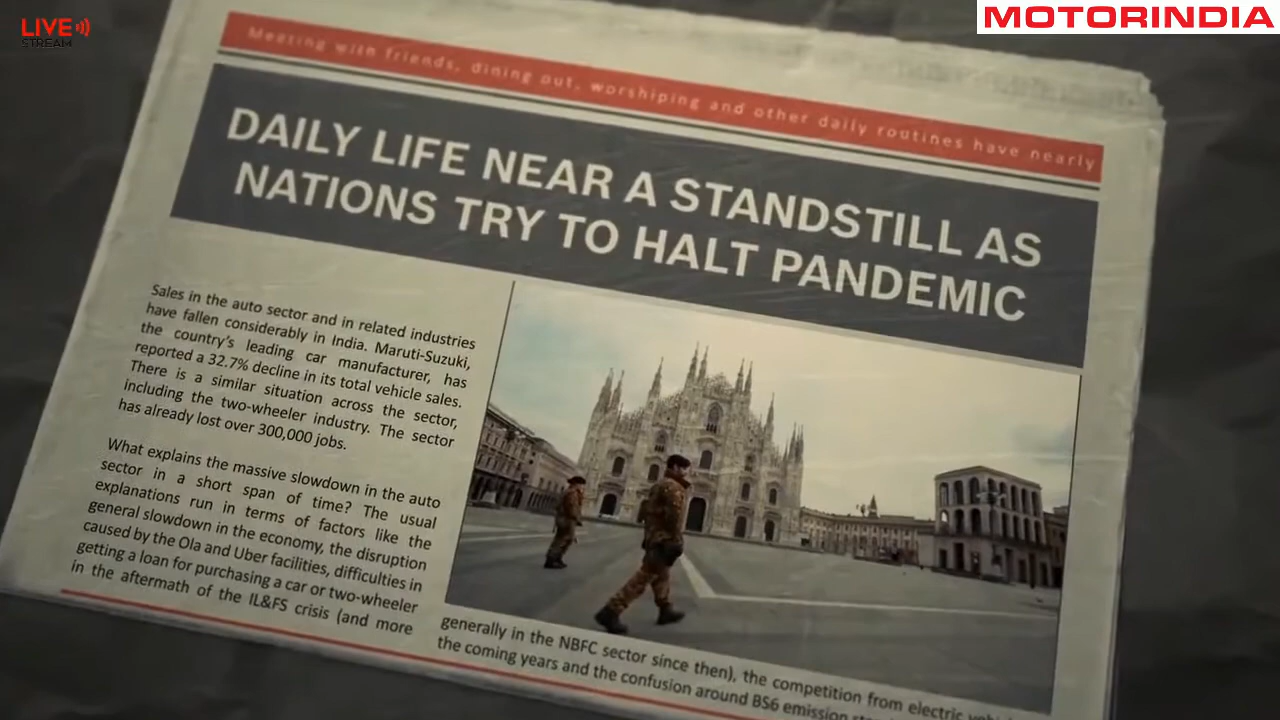 LIVE
STREAM
MOTORINDIA
Meeting with friends, dining out, worshiping and other daily routines have nearly
DAILY LIFE NEAR A STANDSTILL AS
NATIONS TRY TO HALT PANDEMIC
Sales in the auto sector and in related industries
have fallen considerably in India. Maruti-Suzuki,
the country's leading car manufacturer, has
reported a 32.7% decline in its total vehicle sales.
There is a similar situation across the sector,
including the two-wheeler industry. The sector
has already lost over 300,000 jobs.
What explains the massive slowdown in the auto
sector in a short span of time? The usual
explanations run in terms of factors like the
general slowdown in the economy, the disruption
caused by the Ola and Uber facilities, difficulties in
getting a loan for purchasing a car or two-wheeler
in the aftermath of the IL&FS crisis (and more
generally in the NBFC sector since then), the competition from electric
the coming years and the confusion around BS6 emission